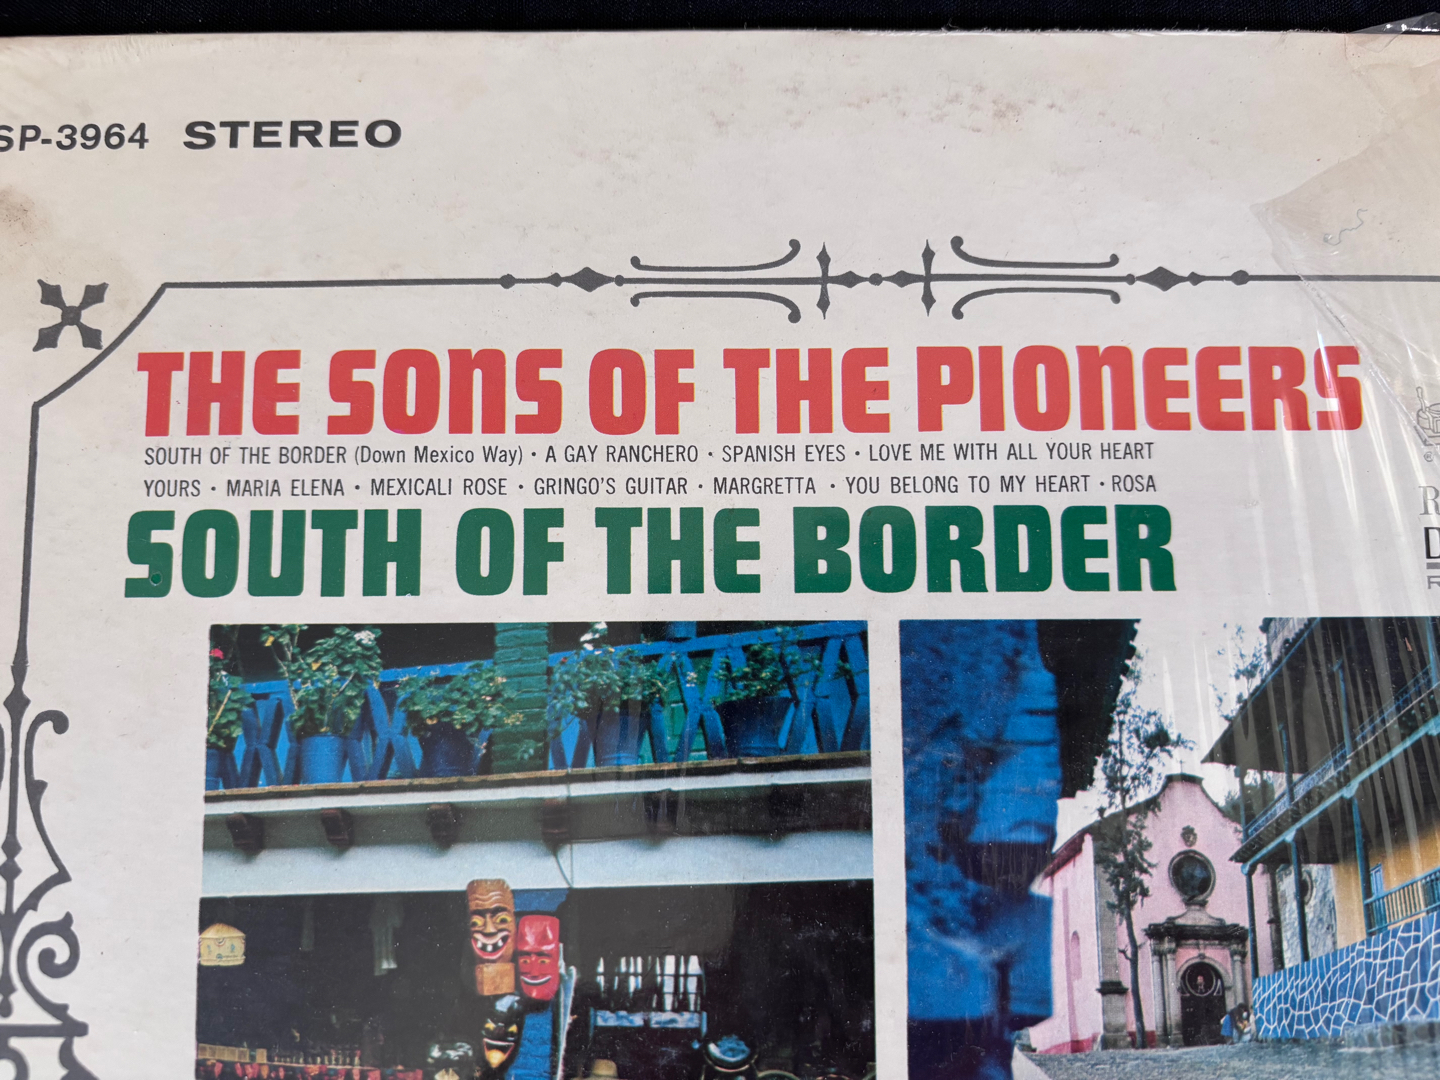 SP-3964 STEREO
THE SONS OF THE PIONEERS
SOUTH OF THE BORDER (Down Mexico Way) • A GAY RANCHERO • SPANISH EYES • LOVE ME WITH ALL YOUR HEART
YOURS • MARIA ELENA • MEXICALI ROSE • GRINGO'S GUITAR • MARGRETTA • YOU BELONG TO MY HEART • ROSA
SOUTH OF THE BORDER